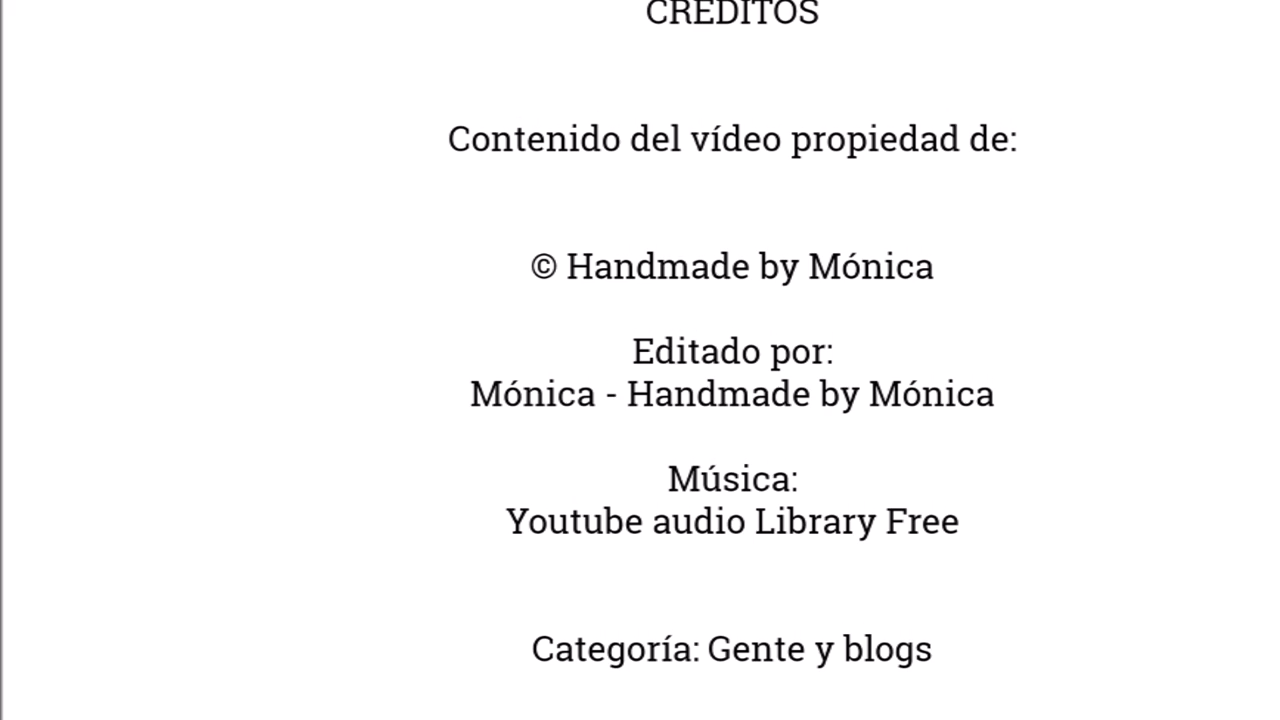 CRÉDITOS
Contenido del vídeo propiedad de:
© Handmade by Mónica
Editado por:
Mónica - Handmade by Mónica
Música:
Youtube audio Library Free
Categoría: Gente y blogs